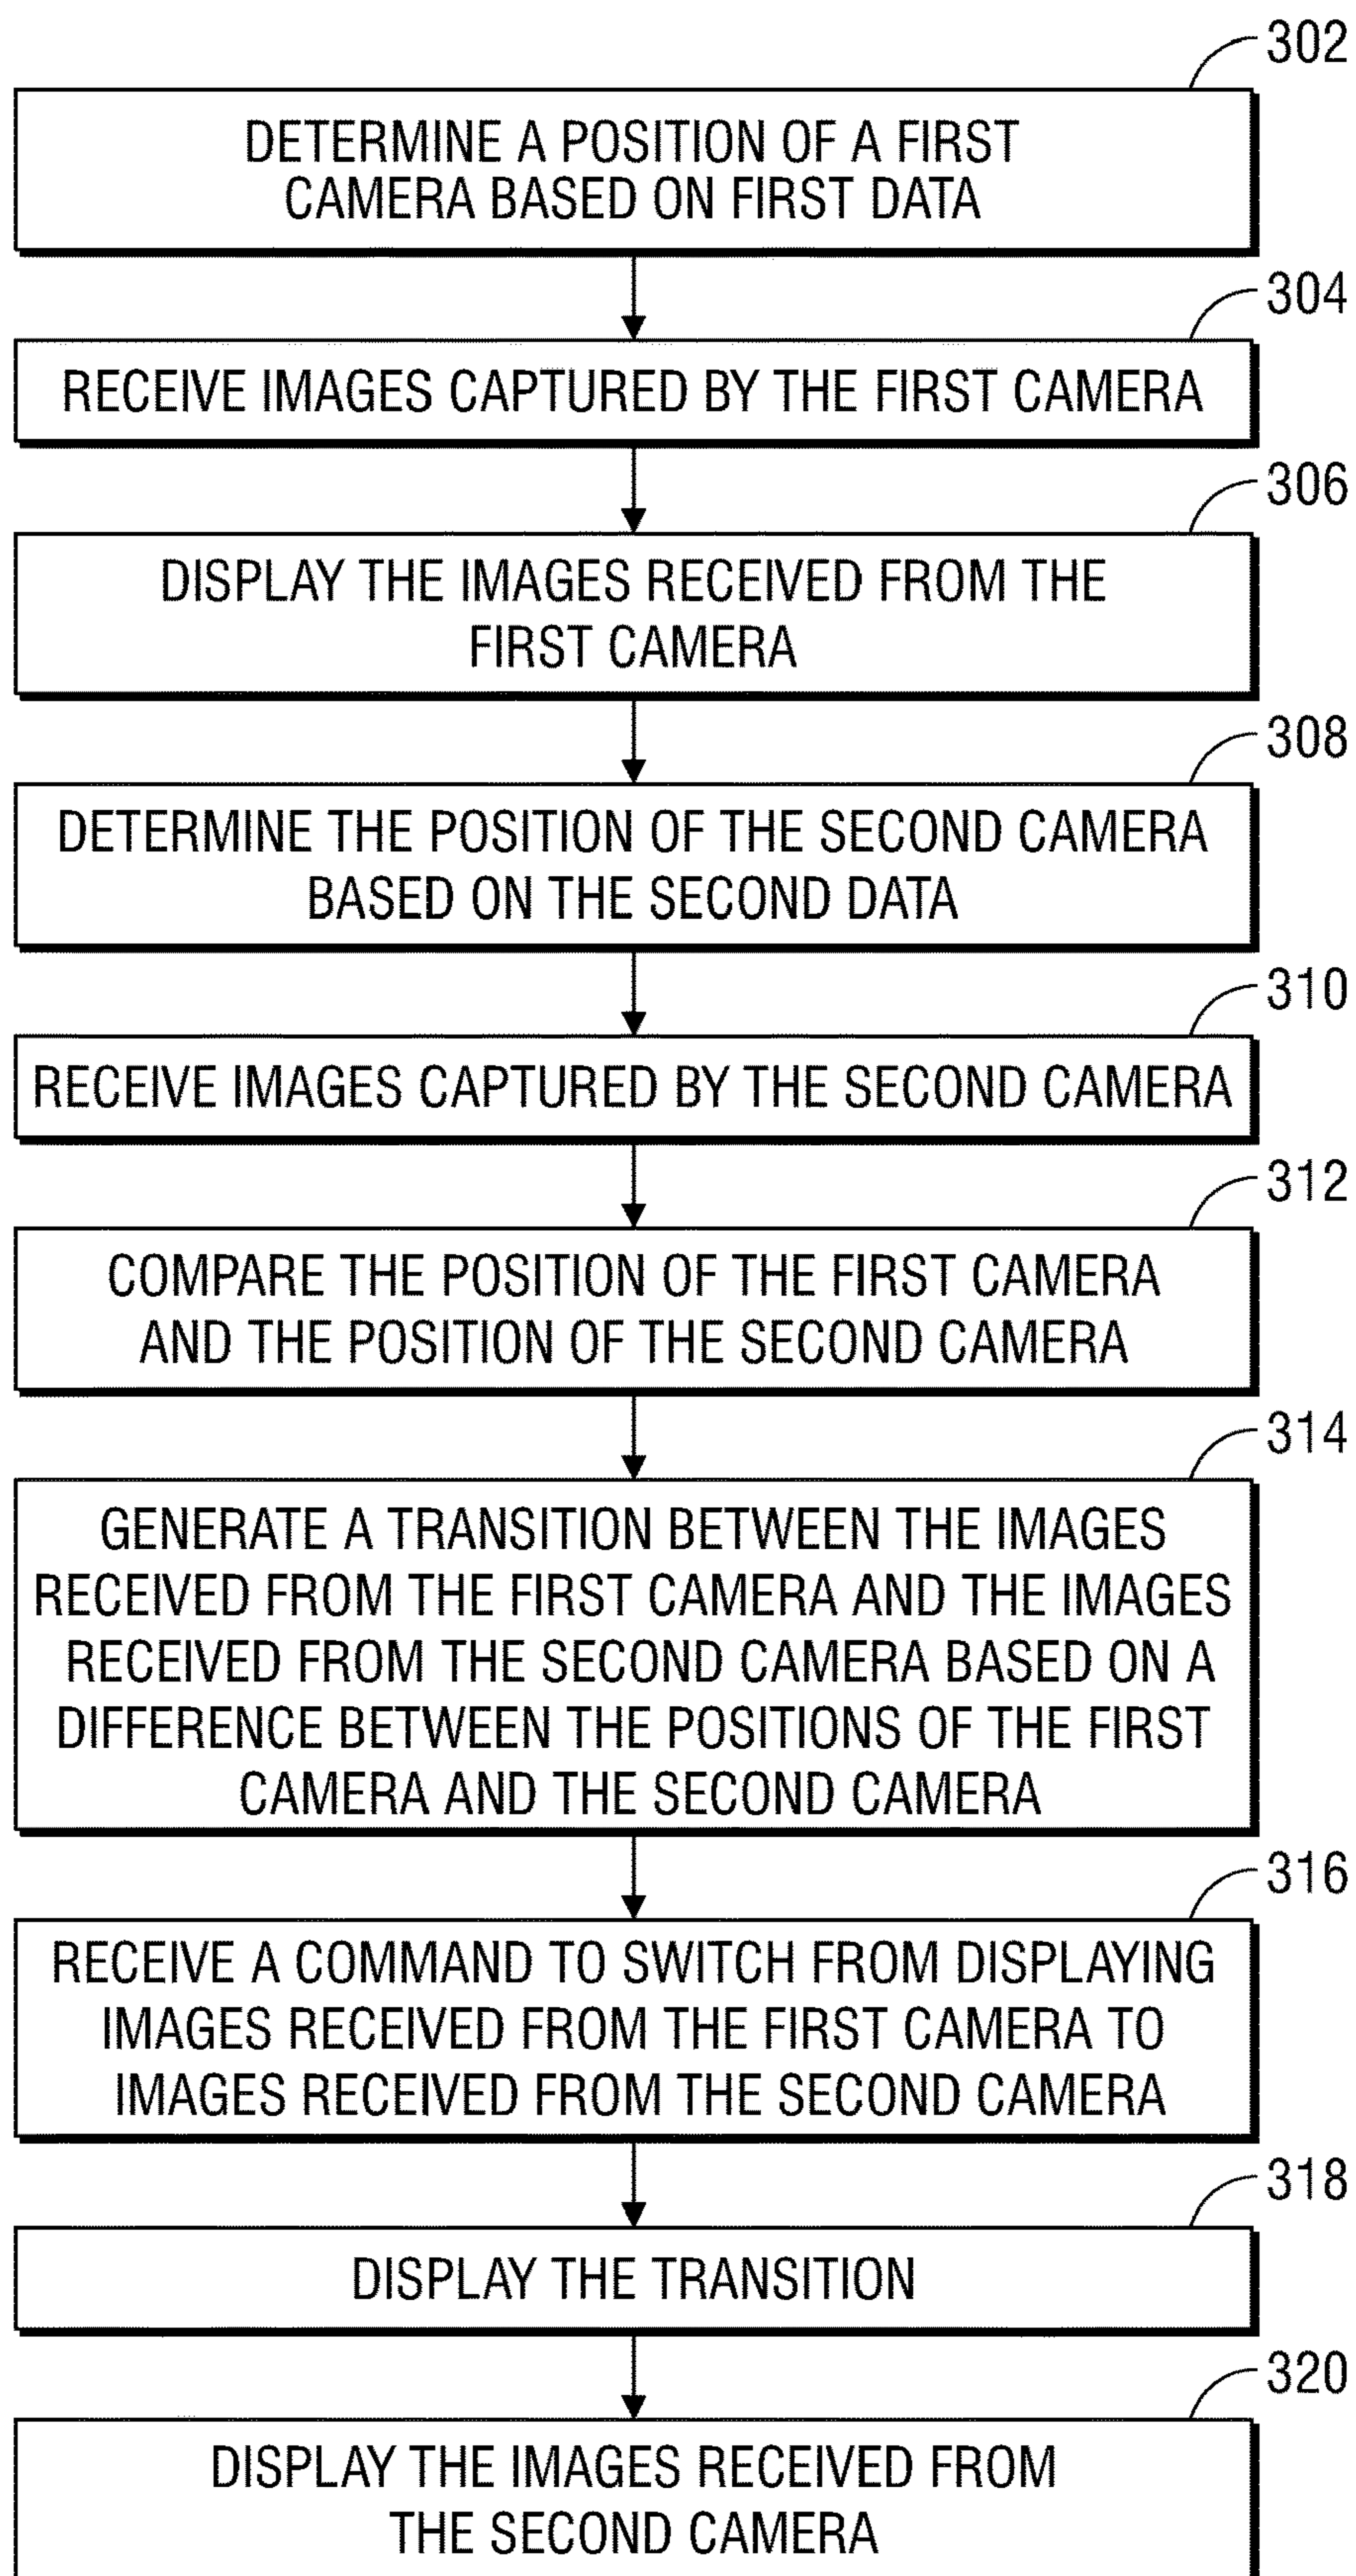 302
DETERMINE A POSITION OF A FIRST
CAMERA BASED ON FIRST DATA
304
RECEIVE IMAGES CAPTURED BY THE FIRST CAMERA
306
DISPLAY THE IMAGES RECEIVED FROM THE
FIRST CAMERA
308
DETERMINE THE POSITION OF THE SECOND CAMERA
BASED ON THE SECOND DATA
310
RECEIVE IMAGES CAPTURED BY THE SECOND CAMERA
312
COMPARE THE POSITION OF THE FIRST CAMERA
AND THE POSITION OF THE SECOND CAMERA
314
GENERATE A TRANSITION BETWEEN THE IMAGES
RECEIVED FROM THE FIRST CAMERA AND THE IMAGES
RECEIVED FROM THE SECOND CAMERA BASED ON A
DIFFERENCE BETWEEN THE POSITIONS OF THE FIRST
CAMERA AND THE SECOND CAMERA
316
RECEIVE A COMMAND TO SWITCH FROM DISPLAYING
IMAGES RECEIVED FROM THE FIRST CAMERA TO
IMAGES RECEIVED FROM THE SECOND CAMERA
318
DISPLAY THE TRANSITION
320
DISPLAY THE IMAGES RECEIVED FROM
THE SECOND CAMERA